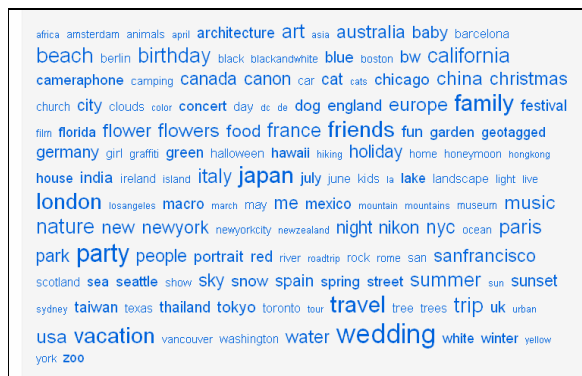 africa amsterdam animals april architecture art asia australia baby barcelona
beach berlin birthday black blackandwhite blue boston bw california
cameraphone camping canada canon car cat cats chicago china christmas
church city clouds color concert day dc de dog england europe family festival
film florida flower flowers food france friends fun garden geotagged
germany girl graffiti green halloween hawaii hiking holiday home honeymoon hongkong
house india ireland island italy japan july june kids la lake landscape light live
london losangeles macro march may me mexico mountain mountains museum music
nature new newyork newyorkcity newzealand night nikon nyc ocean paris
park party people portrait red river roadtrip rock rome san sanfrancisco
scotland sea seattle show sky snow spain spring street summer sun sunset
sydney taiwan texas thailand tokyo toronto tour travel tree trees trip uk urban
usa vacation vancouver washington water wedding white winter yellow
york zoo